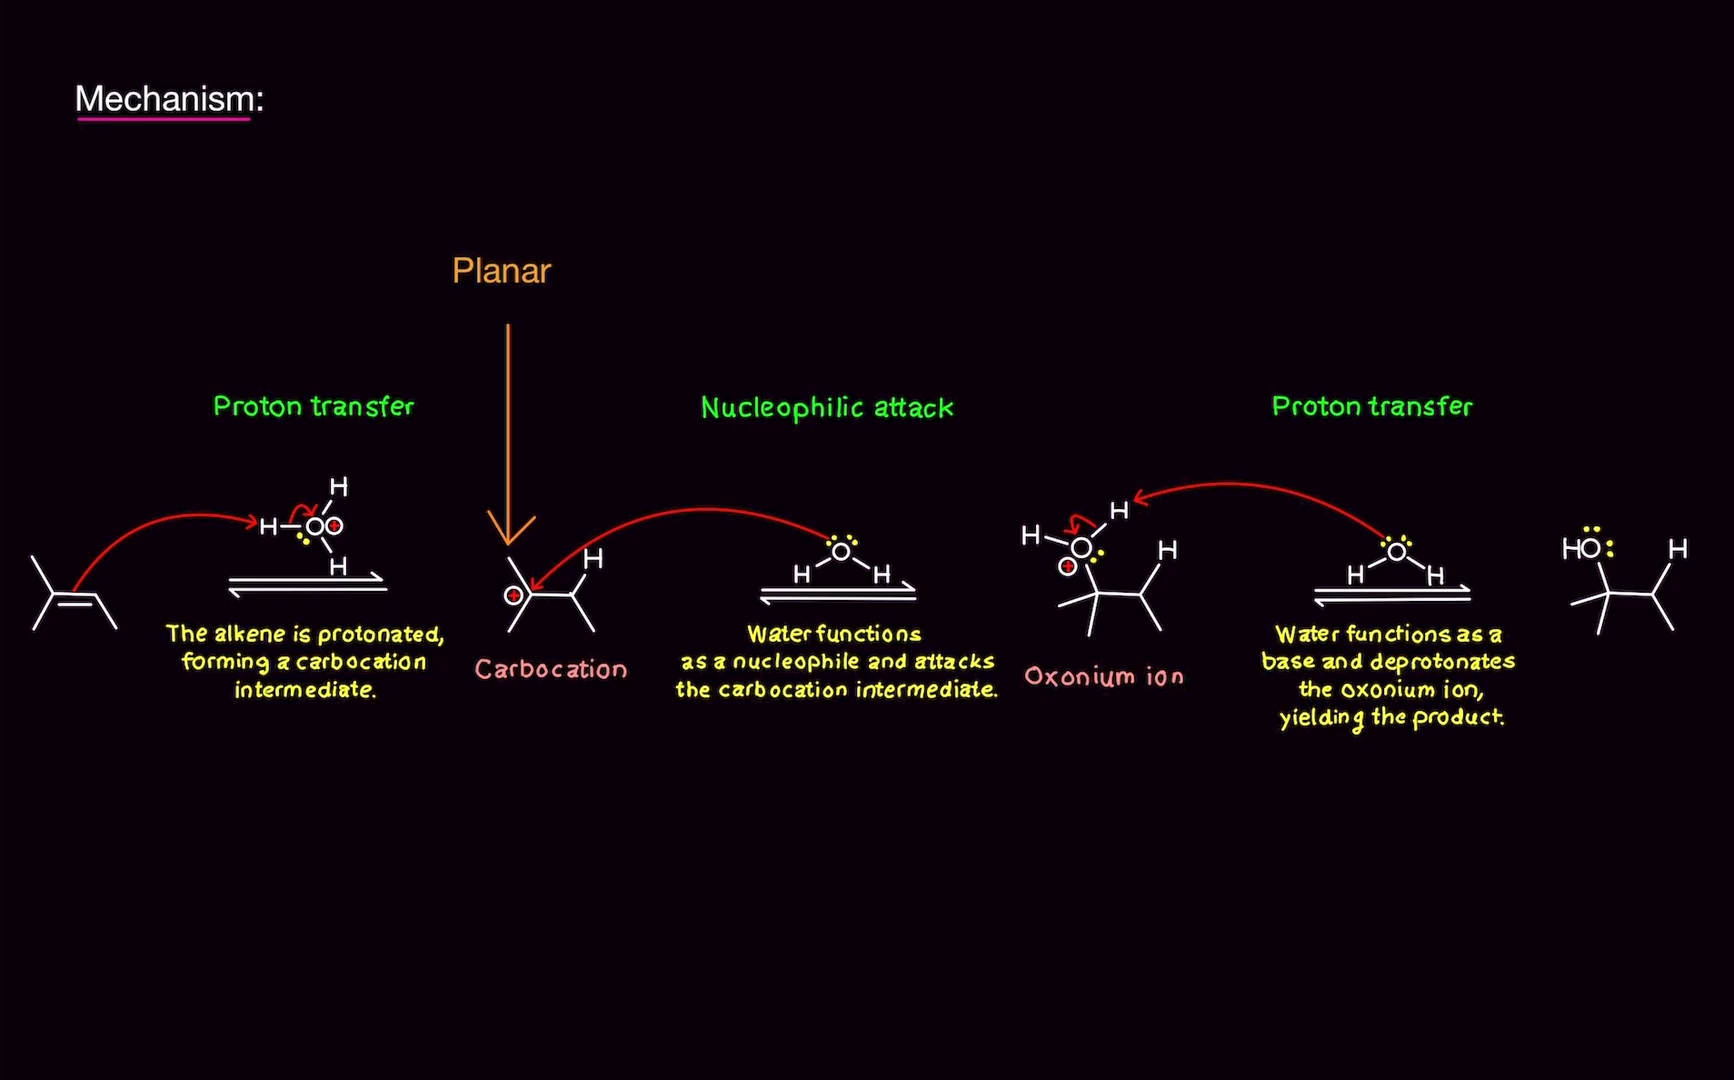 Mechanism:
Planar
Proton transfer
Nucleophilic attack
Proton transfer
H
H
O
+
H
H
+
O
H
H
H
H
O
+
H
O
H
H
HO
H
The alkene is protonated,
forming a carbocation
intermediate.
Carbocation
Water functions
as a nucleophile and attacks
the carbocation intermediate.
Oxonium ion
Water functions as a
base and deprotonates
the oxonium ion,
yielding the product.